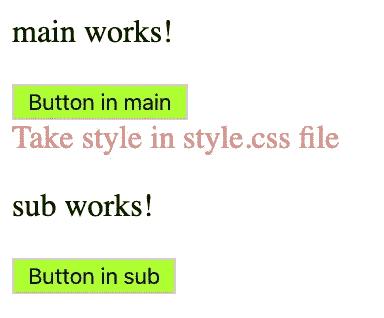 main works!
Button in main
Take style in style.css file
sub works!
Button in sub